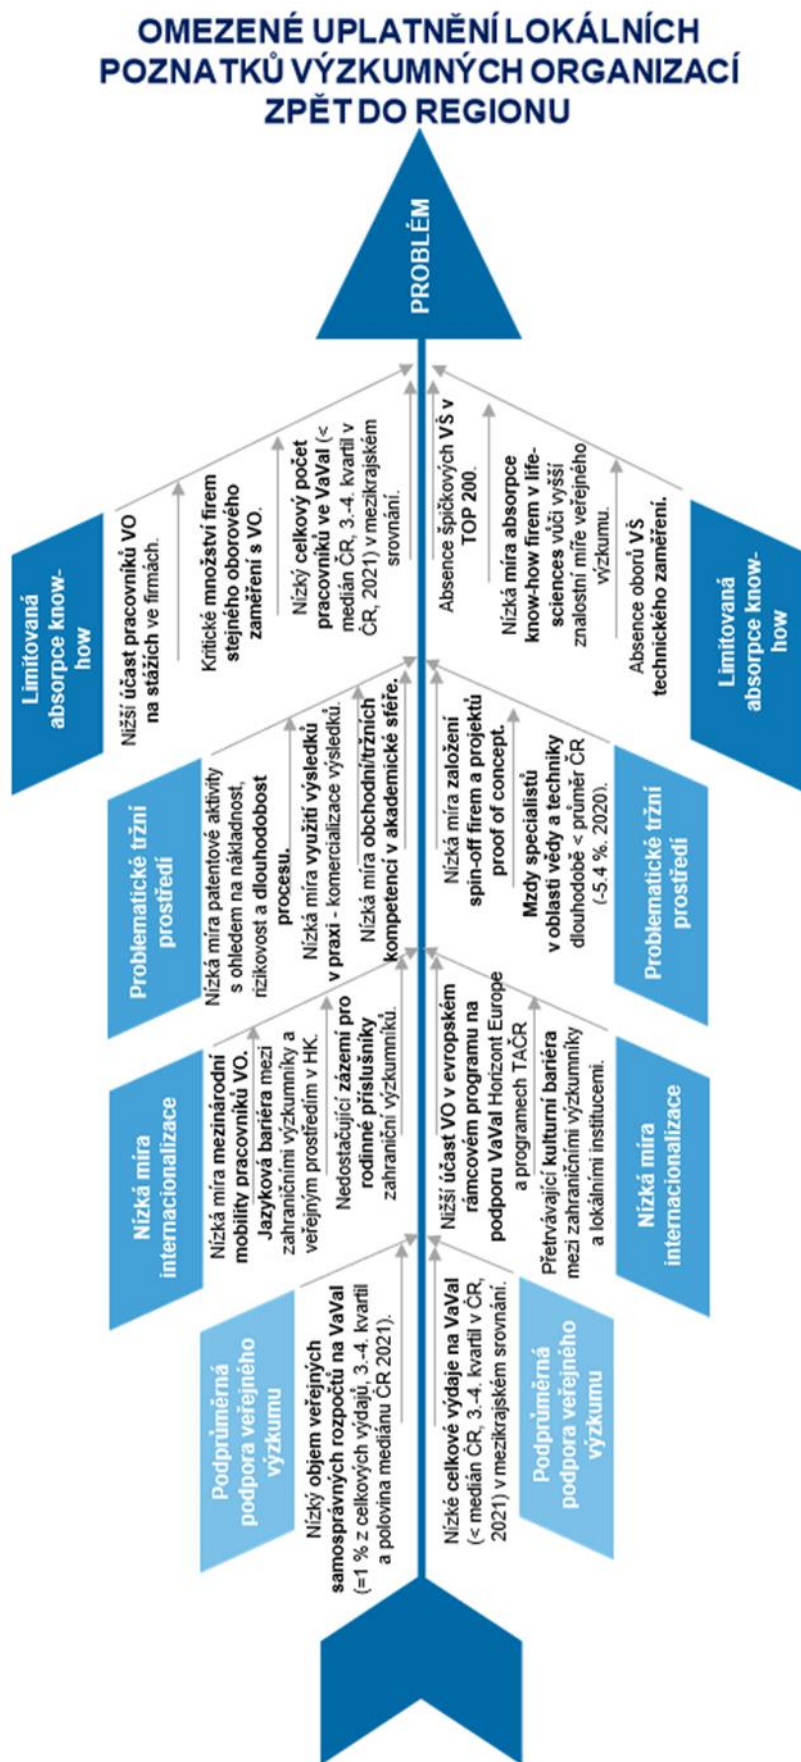 OMEZENÉ UPLATNĚNÍ LOKÁLNÍCH
POZNATKŮ VÝZKUMNÝCH ORGANIZACÍ
ZPĚT DO REGIONU
PROBLÉM
Limitovaná
absorpce know-
how
Nižší účast pracovníků VO
na stážích ve firmách.
Kritické množství firem
stejného oborového
zaměření s VO.
Nízký celkový počet
pracovníků ve VaVaI (<
medián ČR, 3.-4. kvartil v
ČR, 2021) v mezikrajském
srovnání.
Absence špičkových VŠ v
TOP 200.
Nízká míra absorpce
know-how firem v life-
sciences vůči vyšší
znalostní míře veřejného
výzkumu.
Absence oborů VŠ
technického zaměření.
Limitovaná
absorpce know-
how
Problematické tržní
prostředí
Nízká míra patentové aktivity
s ohledem na nákladnost,
rizikovost a dlouhodobost
procesu.
Nízká míra využití výsledků
v praxi - komercializace výsledků.
Nízká míra obchodní/tržních
kompetencí v akademické sféře.
Nízká míra založení
spin-off firem a projektů
proof of concept.
Mzdy specialistů
v oblasti vědy a techniky
dlouhodobě < průměr ČR
(-5.4 %. 2020).
Problematické tržní
prostředí
Nízká míra
internacionalizace
Nízká míra mezinárodní
mobility pracovníků VO.
Jazyková bariéra mezi
zahraničními výzkumníky a
veřejným prostředím v HK.
Nedostačující zázemí pro
rodinné příslušníky
zahraniční výzkumníků.
Nižší účast VO v evropském
rámcovém programu na
podporu VaVaI Horizont Europe
a programech TAČR
Přetrvávající kulturní bariéra
mezi zahraničními výzkumníky
a lokálními institucemi.
Nízká míra
internacionalizace
Podprůměrná
podpora veřejného
výzkumu
Nízký objem veřejných
samosprávných rozpočtů na VaVaI
(=1 % z celkových výdajů, 3.-4. kvartil
a polovina mediánu ČR 2021).
Nízké celkové výdaje na VaVaI
(< medián ČR, 3.-4. kvartil v ČR,
2021) v mezikrajském srovnání.
Podprůměrná
podpora veřejného
výzkumu